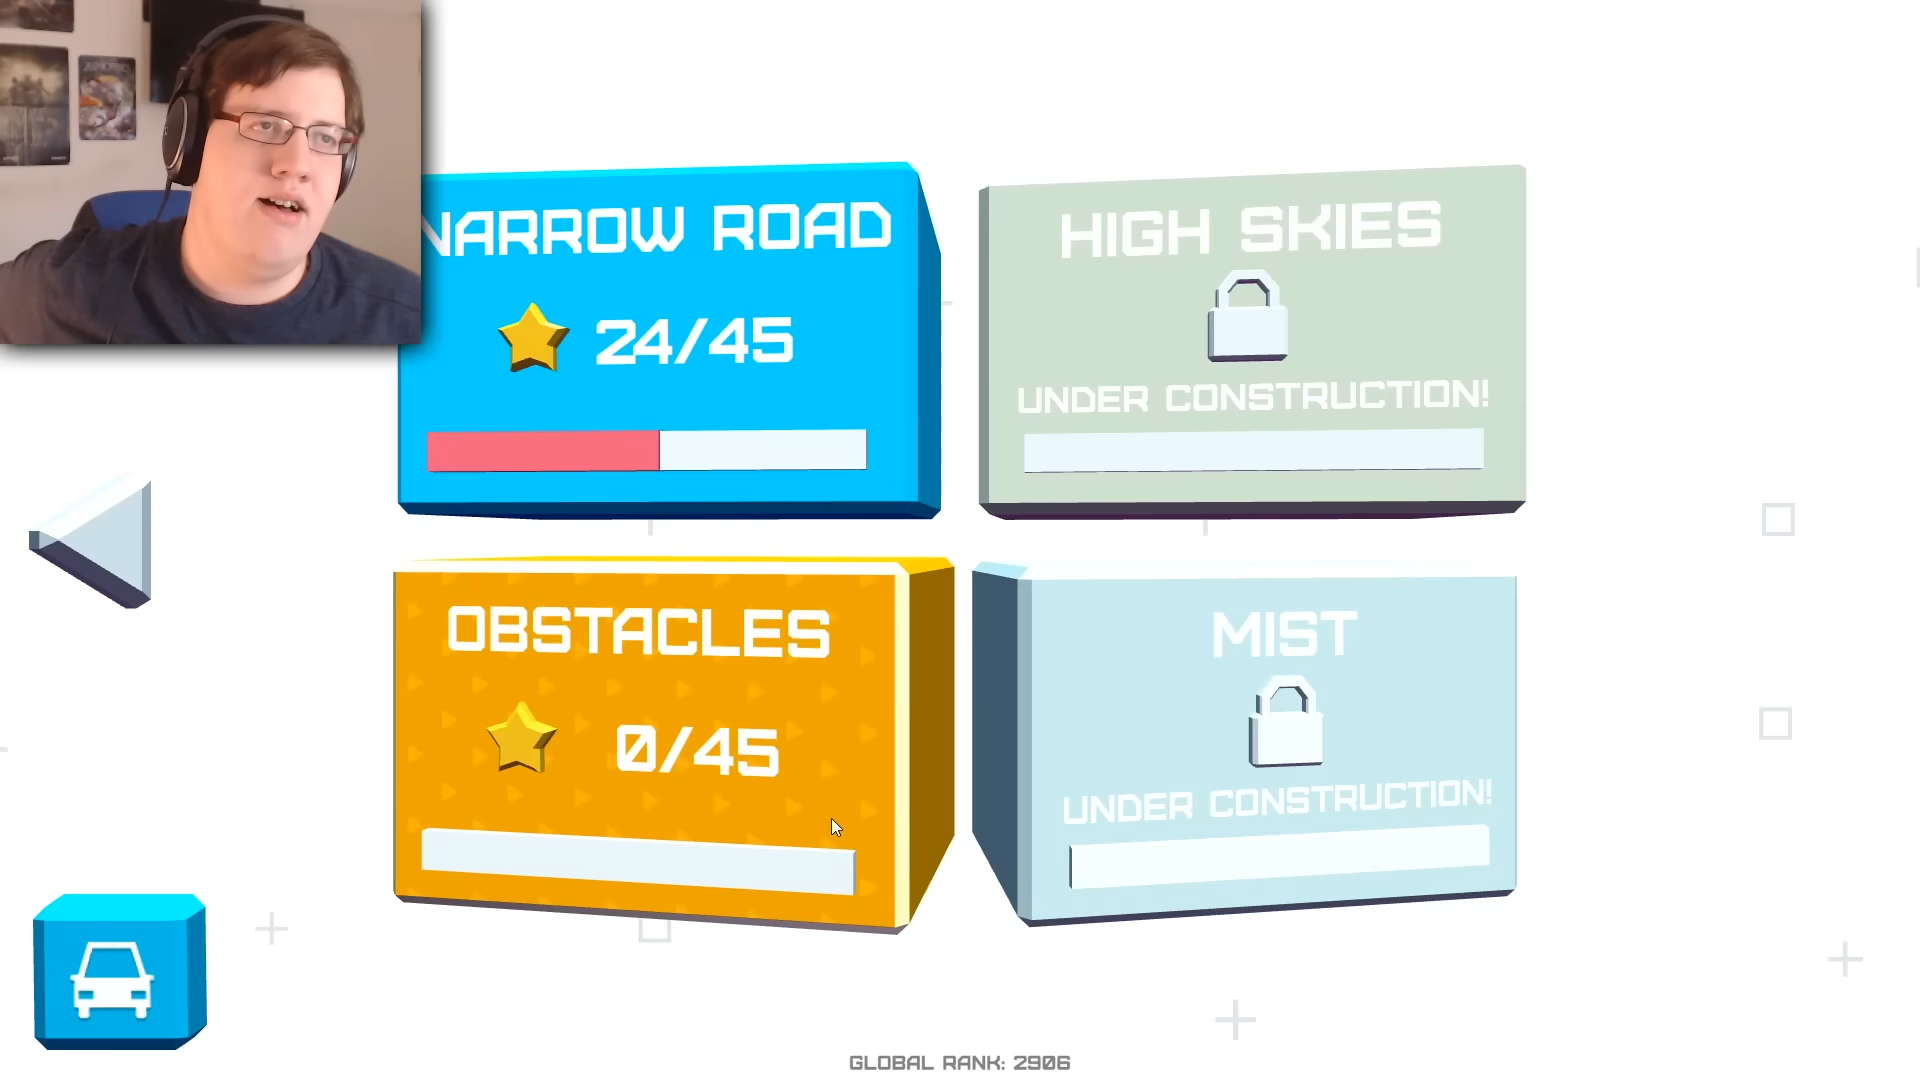 NARROW ROAD
24/45
HIGH SKIES
UNDER CONSTRUCTION!
OBSTACLES
0/45
MIST
UNDER CONSTRUCTION!
GLOBAL RANK: 2906